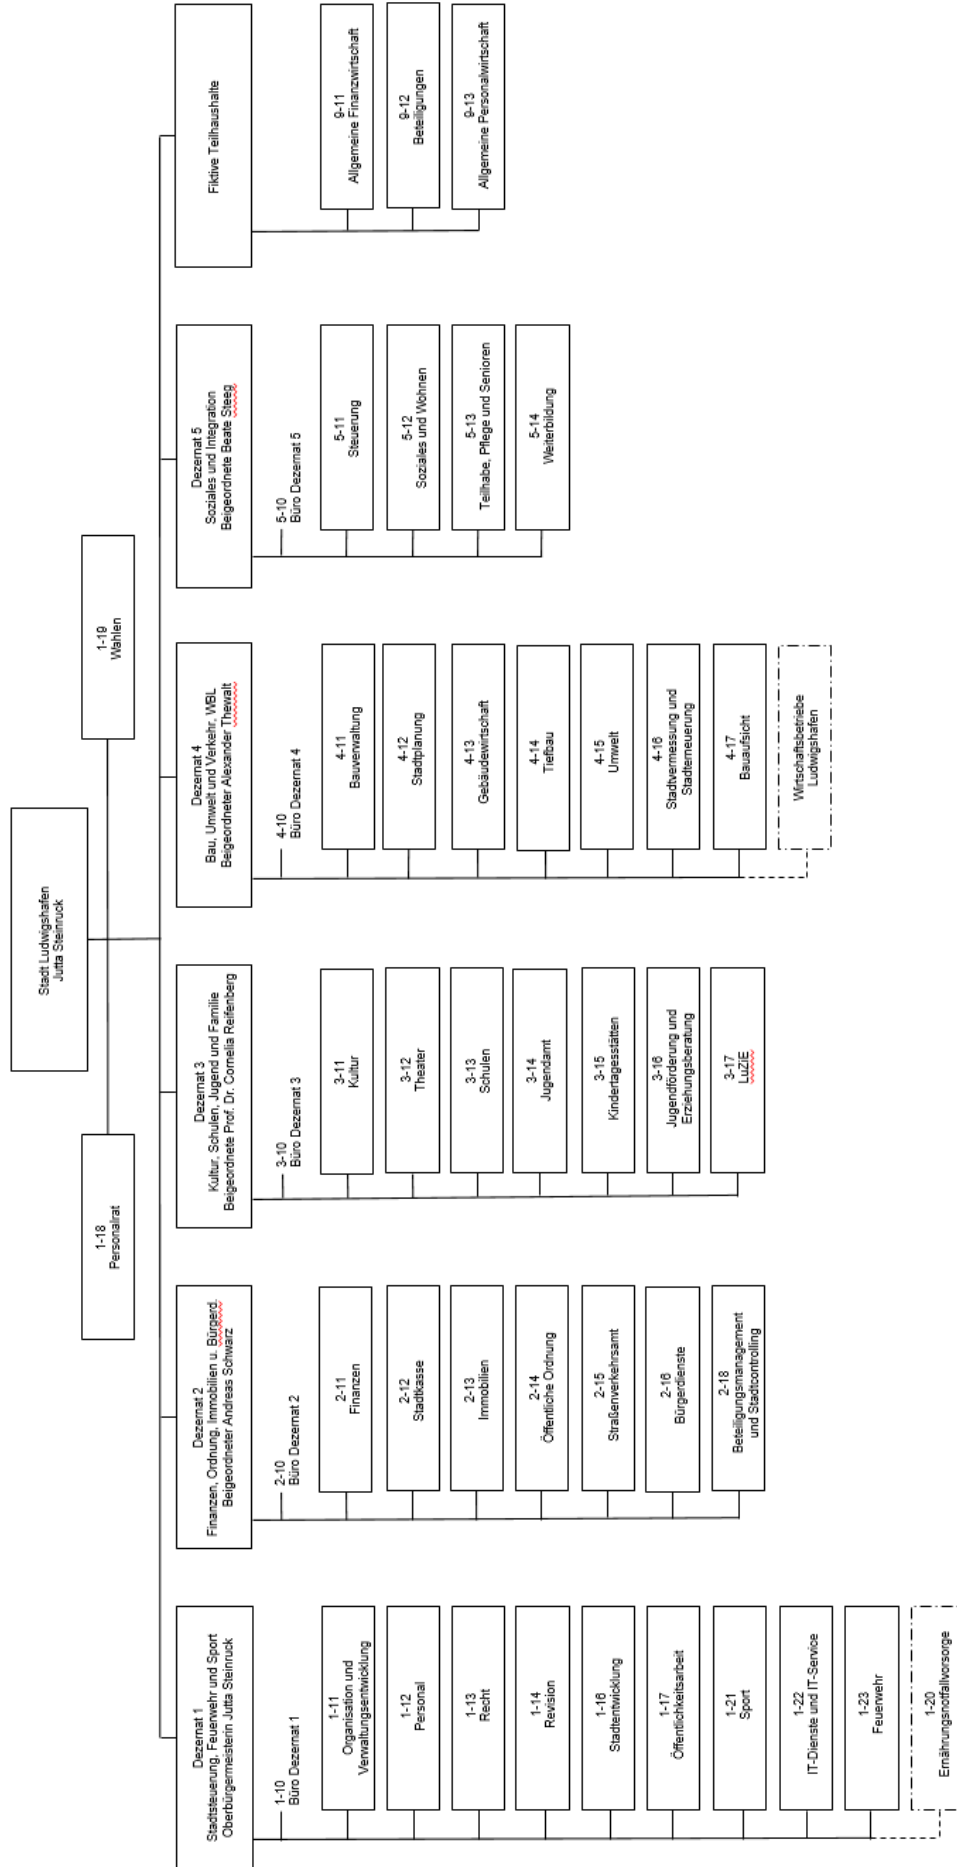 Stadt Ludwigshafen
Jutta Steinruck
1-18
Personalrat
1-19
Wahlen
Dezernat 1
Stadtsteuerung, Feuerwehr und Sport
Oberbürgermeisterin Jutta Steinruck
1-10
Büro Dezernat 1
1-11
Organisation und
Verwaltungsentwicklung
1-12
Personal
1-13
Recht
1-14
Revision
1-16
Stadtentwicklung
1-17
Öffentlichkeitsarbeit
1-21
Sport
1-22
IT-Dienste und IT-Service
1-23
Feuerwehr
1-20
Ernährungsnotfallvorsorge
Dezernat 2
Finanzen, Ordnung, Immobilien u. Bürgerd.
Beigeordneter Andreas Schwarz
2-10
Büro Dezernat 2
2-11
Finanzen
2-12
Stadtkasse
2-13
Immobilien
2-14
Öffentliche Ordnung
2-15
Straßenverkehrsamt
2-16
Bürgerdienste
2-18
Beteiligungsmanagement
und Stadtcontrolling
Dezernat 3
Kultur, Schulen, Jugend und Familie
Beigeordnete Prof. Dr. Cornelia Reifenberg
3-10
Büro Dezernat 3
3-11
Kultur
3-12
Theater
3-13
Schulen
3-14
Jugendamt
3-15
Kindertagesstätten
3-16
Jugendförderung und
Erziehungsberatung
3-17
LuZiE
Dezernat 4
Bau, Umwelt und Verkehr, WBL
Beigeordneter Alexander Thewalt
4-10
Büro Dezernat 4
4-11
Bauverwaltung
4-12
Stadtplanung
4-13
Gebäudewirtschaft
4-14
Tiefbau
4-15
Umwelt
4-16
Stadtvermessung und
Stadterneuerung
4-17
Bauaufsicht
Wirtschaftsbetriebe
Ludwigshafen
Dezernat 5
Soziales und Integration
Beigeordnete Beate Steeg
5-10
Büro Dezernat 5
5-11
Steuerung
5-12
Soziales und Wohnen
5-13
Teilhabe, Pflege und Senioren
5-14
Weiterbildung
Fiktive Teilhaushalte
9-11
Allgemeine Finanzwirtschaft
9-12
Beteiligungen
9-13
Allgemeine Personalwirtschaft